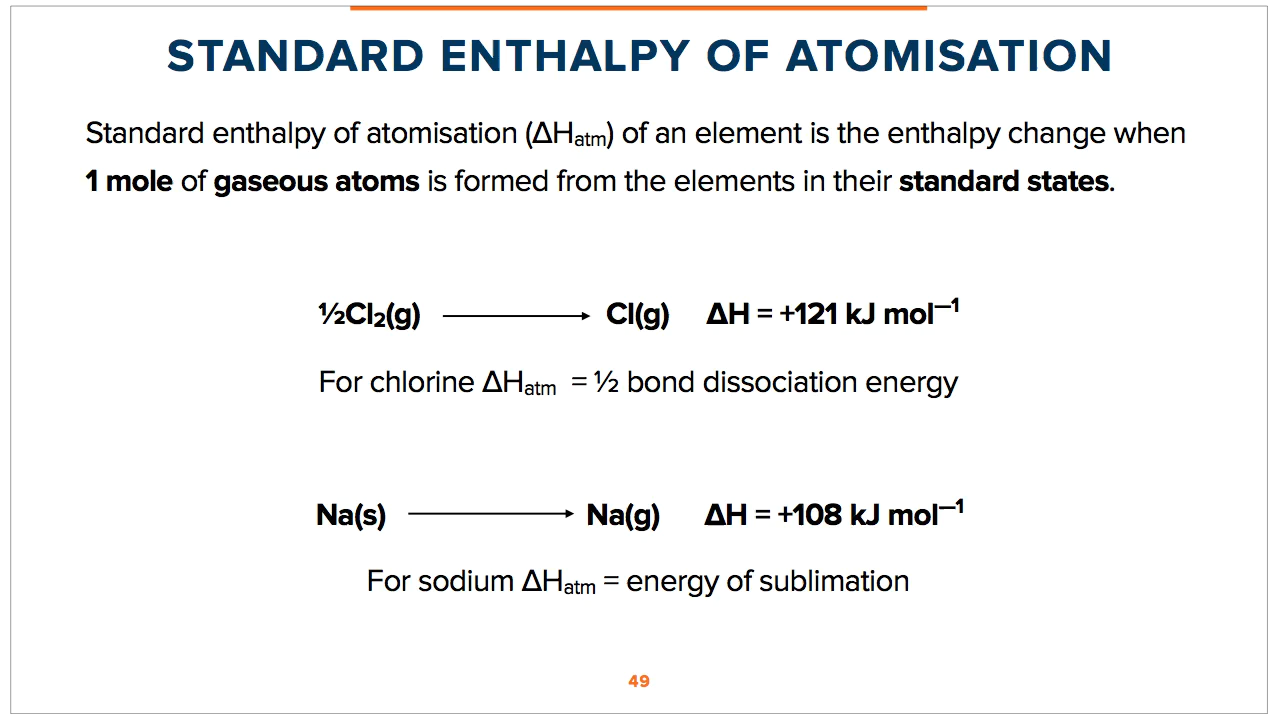 STANDARD ENTHALPY OF ATOMISATION
Standard enthalpy of atomisation (ΔHatm) of an element is the enthalpy change when
1 mole of gaseous atoms is formed from the elements in their standard states.
½Cl₂(g) ⟶ Cl(g) ΔH = +121 kJ mol⁻¹
For chlorine ΔHatm = ½ bond dissociation energy
Na(s) ⟶ Na(g) ΔH = +108 kJ mol⁻¹
For sodium ΔHatm = energy of sublimation
49